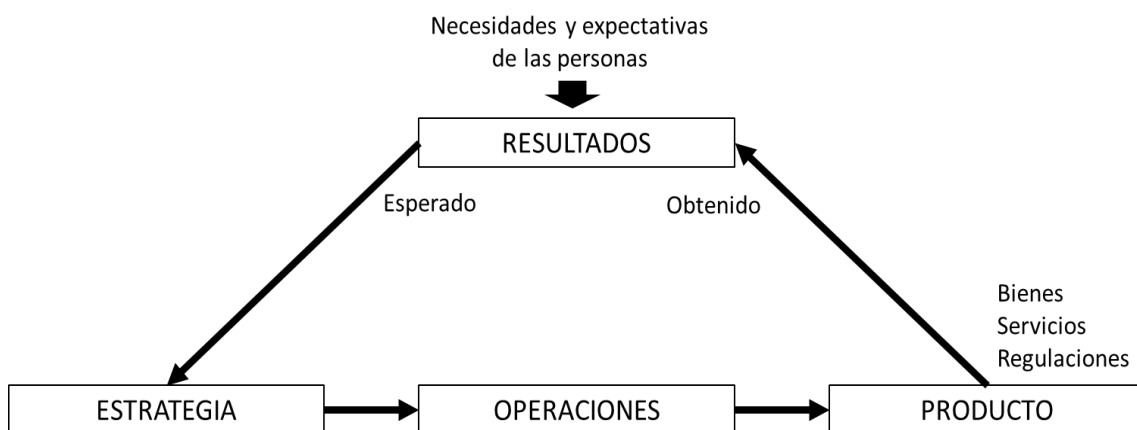 Necesidades y expectativas
de las personas
RESULTADOS
Esperado
Obtenido
Bienes
Servicios
Regulaciones
ESTRATEGIA
OPERACIONES
PRODUCTO